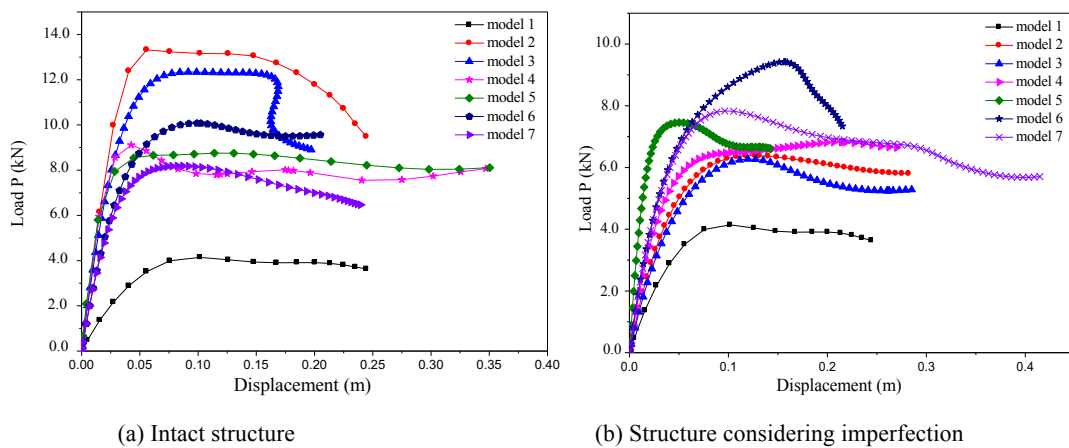 14.0
12.0
10.0
8.0
6.0
4.0
2.0
0.0
Load P (kN)
0.00 0.05 0.10 0.15 0.20 0.25 0.30 0.35 0.40
Displacement (m)
model 1
model 2
model 3
model 4
model 5
model 6
model 7
(a) Intact structure
10.0
8.0
6.0
4.0
2.0
0.0
Load P (kN)
0.0 0.1 0.2 0.3 0.4
Displacement (m)
model 1
model 2
model 3
model 4
model 5
model 6
model 7
(b) Structure considering imperfection